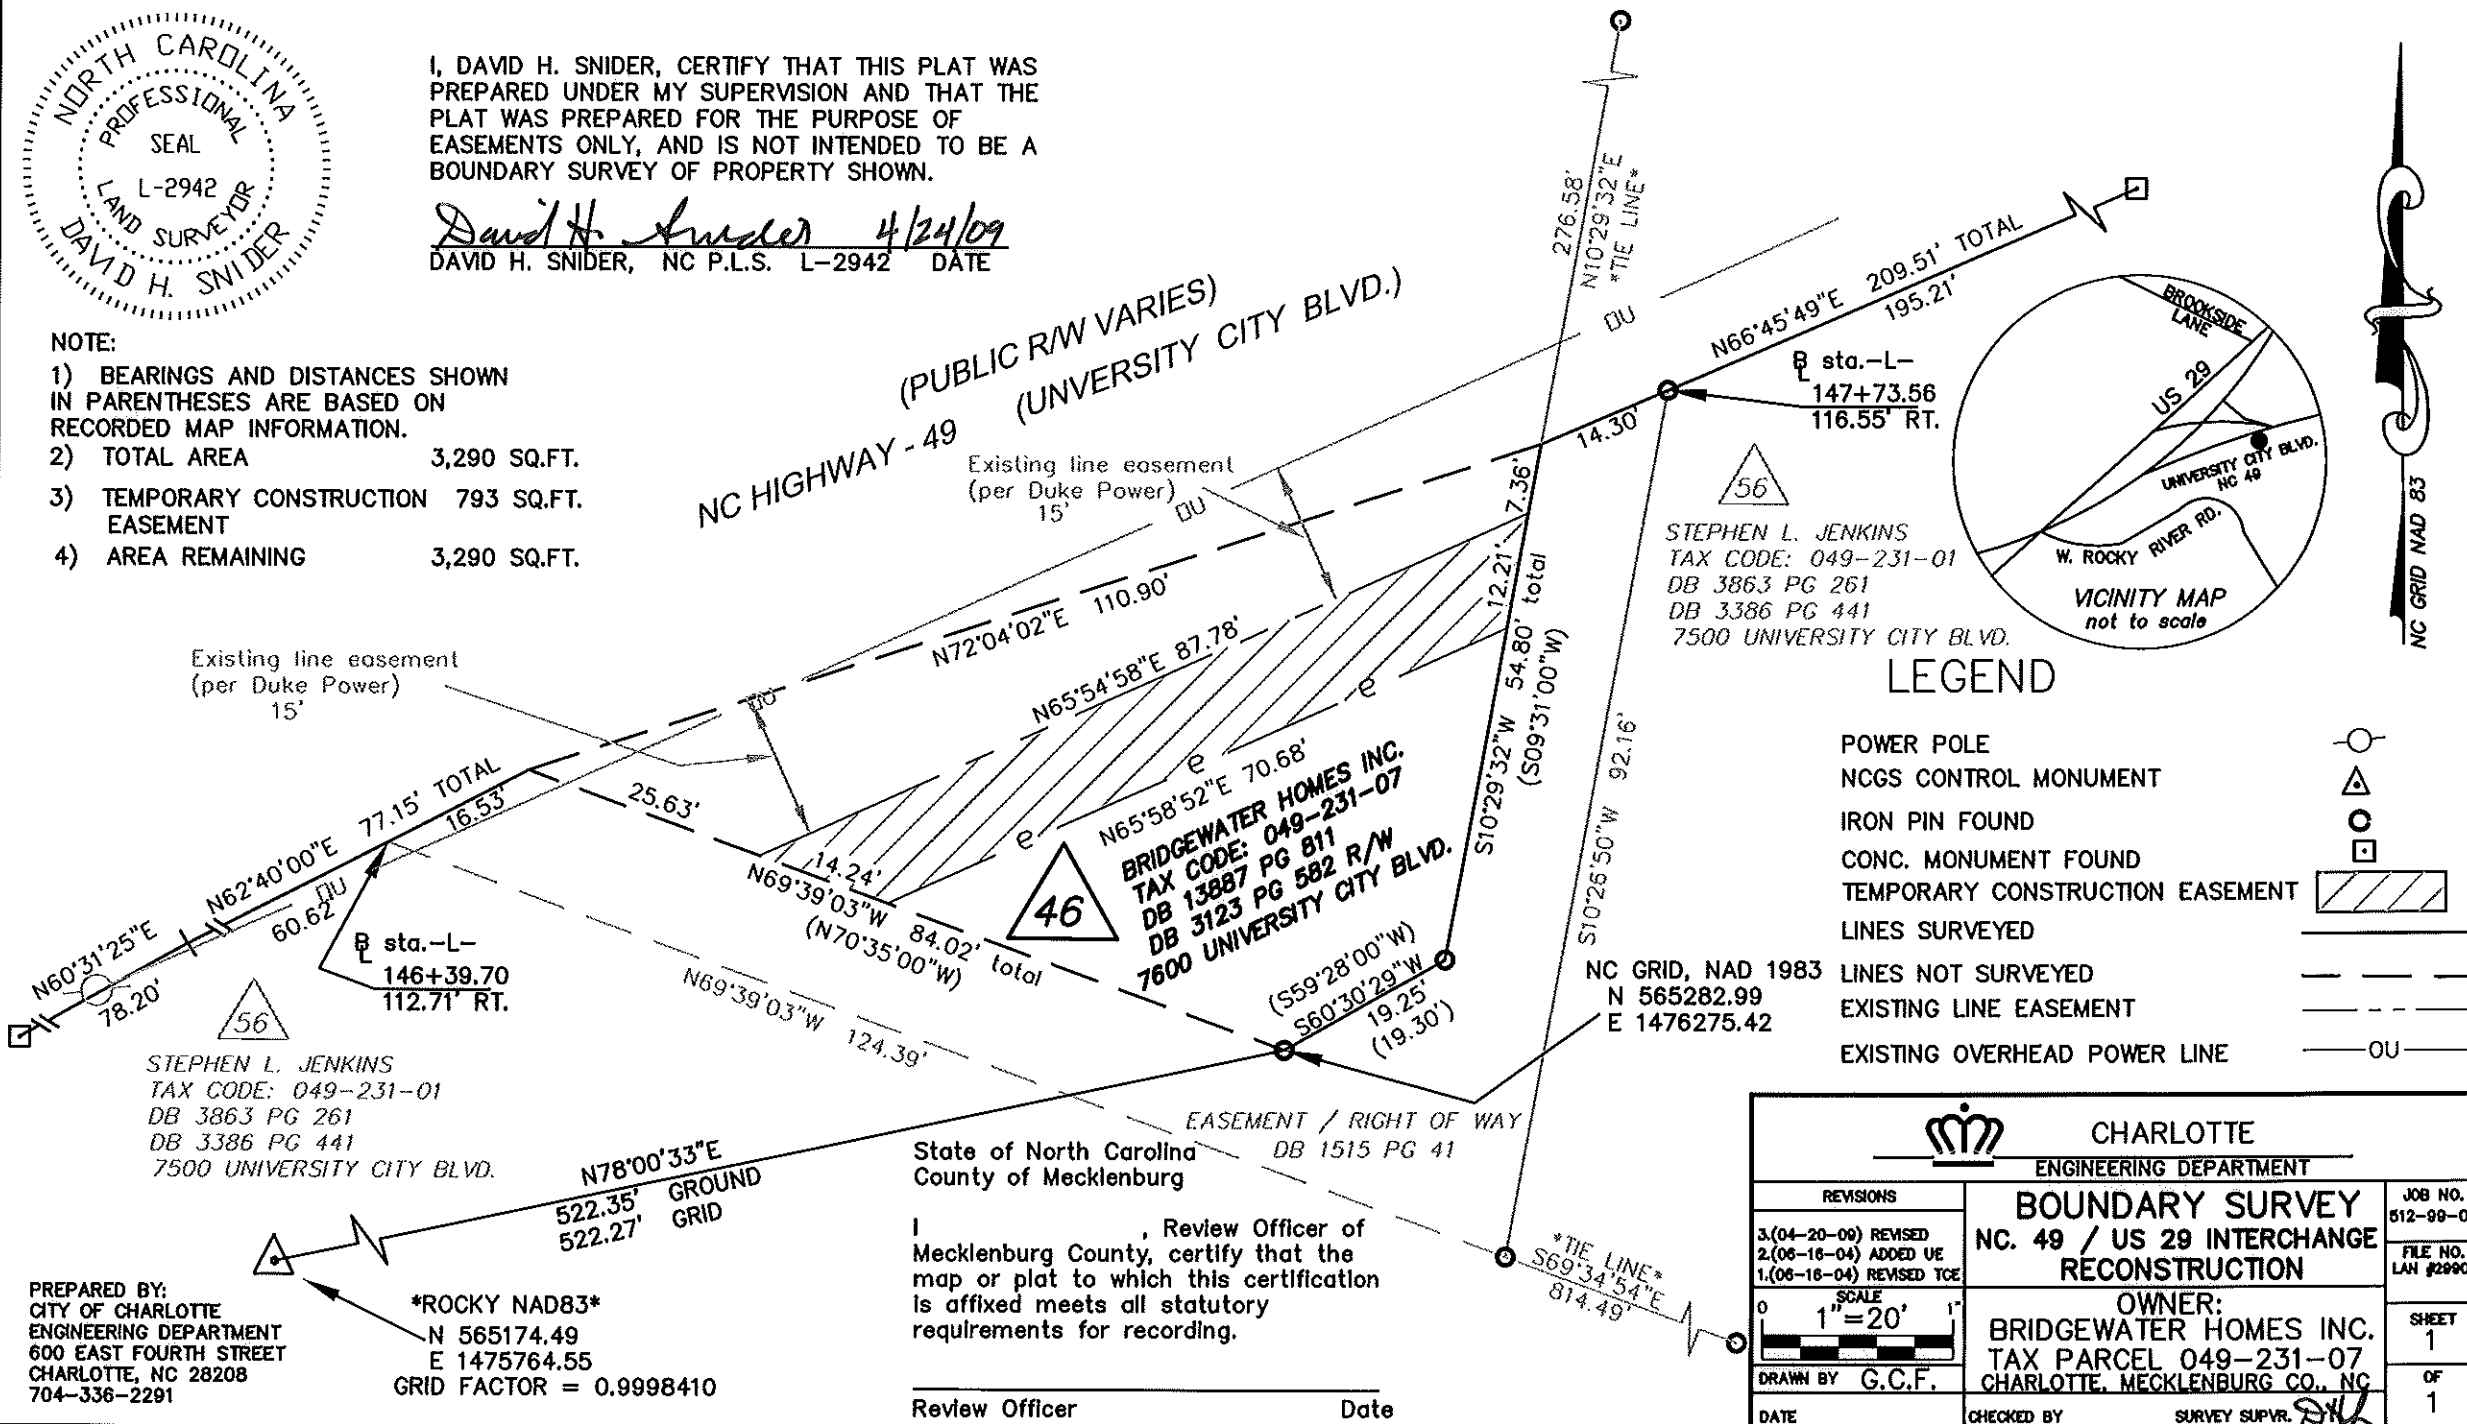 NORTH CAROLINA
PROFESSIONAL
SEAL
L-2942
LAND SURVEYOR
DAVID H. SNIDER
I, DAVID H. SNIDER, CERTIFY THAT THIS PLAT WAS
PREPARED UNDER MY SUPERVISION AND THAT THE
PLAT WAS PREPARED FOR THE PURPOSE OF
EASEMENTS ONLY, AND IS NOT INTENDED TO BE A
BOUNDARY SURVEY OF PROPERTY SHOWN.
David H. Snider 4/24/09
DAVID H. SNIDER, NC P.L.S. L-2942 DATE
NOTE:
1) BEARINGS AND DISTANCES SHOWN
IN PARENTHESES ARE BASED ON
RECORDED MAP INFORMATION.
2) TOTAL AREA 3,290 SQ.FT.
3) TEMPORARY CONSTRUCTION 793 SQ.FT.
EASEMENT
4) AREA REMAINING 3,290 SQ.FT.
(PUBLIC R/W VARIES)
NC HIGHWAY - 49 (UNVERSITY CITY BLVD.)
276.58'
N10°29'32"E
*TIE LINE*
OU
N66°45'49"E 209.51' TOTAL
195.21'
14.30'
B/L sta.-L-
147+73.56
116.55' RT.
56
STEPHEN L. JENKINS
TAX CODE: 049-231-01
DB 3863 PG 261
DB 3386 PG 441
7500 UNIVERSITY CITY BLVD.
BROOKSIDE
LANE
US 29
UNIVERSITY CITY BLVD.
NC 49
W. ROCKY RIVER RD.
VICINITY MAP
not to scale
NC GRID NAD 83
Existing line easement
(per Duke Power)
15'
OU
7.36'
12.21'
N72°04'02"E 110.90'
N65°54'58"E 87.78'
Existing line easement
(per Duke Power)
15'
OU
S10°29'32"W 54.80' total
(S09°31'00"W)
S10°26'50"W 92.16'
e
e
e
N65°58'52"E 70.68'
BRIDGEWATER HOMES INC.
TAX CODE: 049-231-07
DB 13887 PG 811
DB 3123 PG 582 R/W
7600 UNIVERSITY CITY BLVD.
46
25.63'
14.24'
N69°39'03"W 84.02' total
(N70°35'00"W)
N69°39'03"W 124.39'
N62°40'00"E 77.15' TOTAL
16.53'
OU
60.62'
N60°31'25"E
78.20'
B/L sta.-L-
146+39.70
112.71' RT.
56
STEPHEN L. JENKINS
TAX CODE: 049-231-01
DB 3863 PG 261
DB 3386 PG 441
7500 UNIVERSITY CITY BLVD.
(S59°28'00"W)
S60°30'29"W
19.25'
(19.30')
NC GRID, NAD 1983
N 565282.99
E 1476275.42
EASEMENT / RIGHT OF WAY
DB 1515 PG 41
LEGEND
POWER POLE
NCGS CONTROL MONUMENT
IRON PIN FOUND
CONC. MONUMENT FOUND
TEMPORARY CONSTRUCTION EASEMENT
LINES SURVEYED
LINES NOT SURVEYED
EXISTING LINE EASEMENT
EXISTING OVERHEAD POWER LINE OU
N78°00'33"E
522.35' GROUND
522.27' GRID
*ROCKY NAD83*
N 565174.49
E 1475764.55
GRID FACTOR = 0.9998410
PREPARED BY:
CITY OF CHARLOTTE
ENGINEERING DEPARTMENT
600 EAST FOURTH STREET
CHARLOTTE, NC 28208
704-336-2291
State of North Carolina
County of Mecklenburg
I , Review Officer of
Mecklenburg County, certify that the
map or plat to which this certification
is affixed meets all statutory
requirements for recording.
Review Officer Date
*TIE LINE*
S69°34'54"E
814.49'
CHARLOTTE
ENGINEERING DEPARTMENT
REVISIONS
3.(04-20-09) REVISED
2.(06-16-04) ADDED UE
1.(06-16-04) REVISED TCE
BOUNDARY SURVEY
NC. 49 / US 29 INTERCHANGE
RECONSTRUCTION
JOB NO.
512-99-0
FILE NO.
LAN #2990
SCALE
0 1"=20' 1"
OWNER:
BRIDGEWATER HOMES INC.
TAX PARCEL 049-231-07
CHARLOTTE, MECKLENBURG CO., NC
SHEET
1
OF
1
DRAWN BY G.C.F.
DATE
CHECKED BY
SURVEY SUPVR. DHS